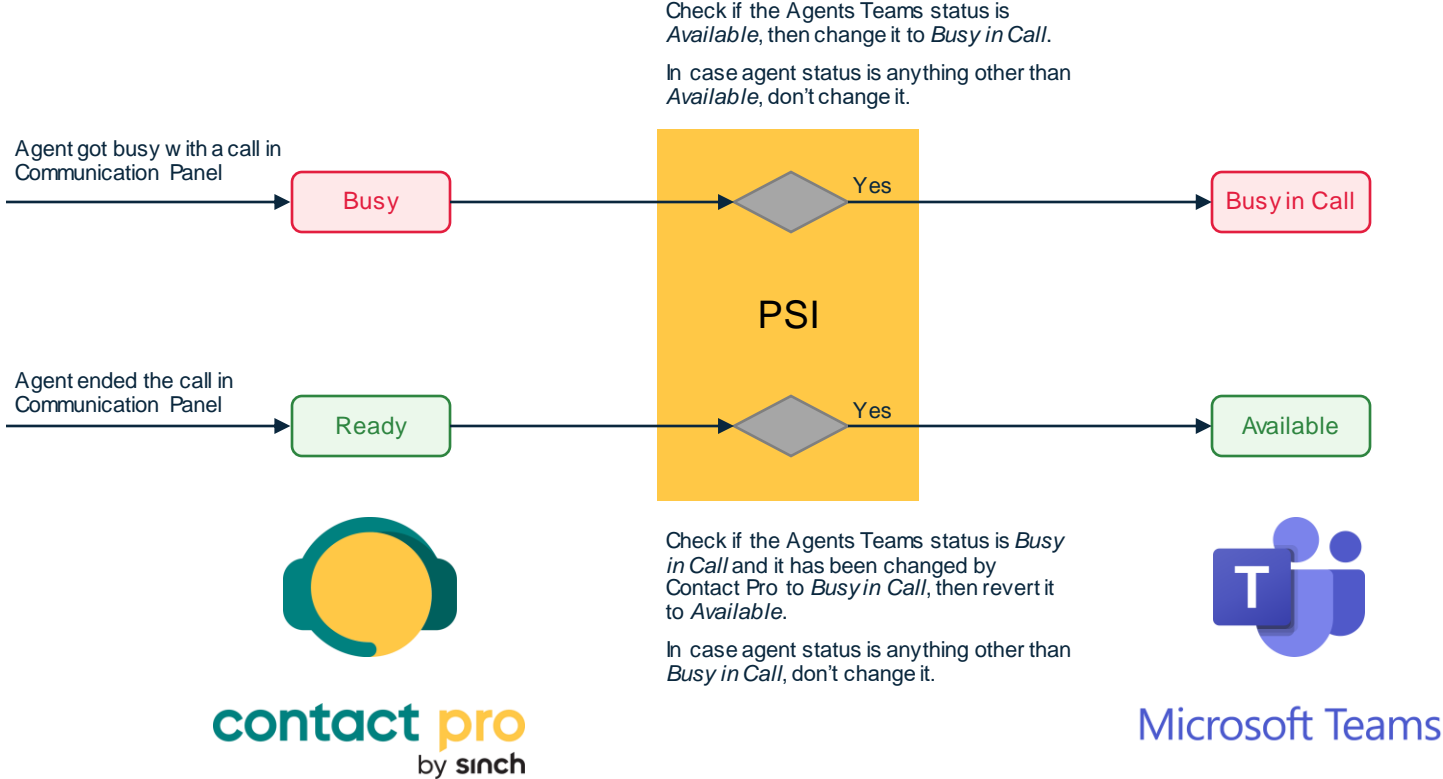 Check if the Agents Teams status is
Available, then change it to Busy in Call.
In case agent status is anything other than
Available, don't change it.
Agent got busy with a call in
Communication Panel
Busy
Yes
Busy in Call
PSI
Agent ended the call in
Communication Panel
Ready
Yes
Available
Check if the Agents Teams status is Busy
in Call and it has been changed by
Contact Pro to Busy in Call, then revert it
to Available.
In case agent status is anything other than
Busy in Call, don't change it.
T
contact pro
by sinch
Microsoft Teams